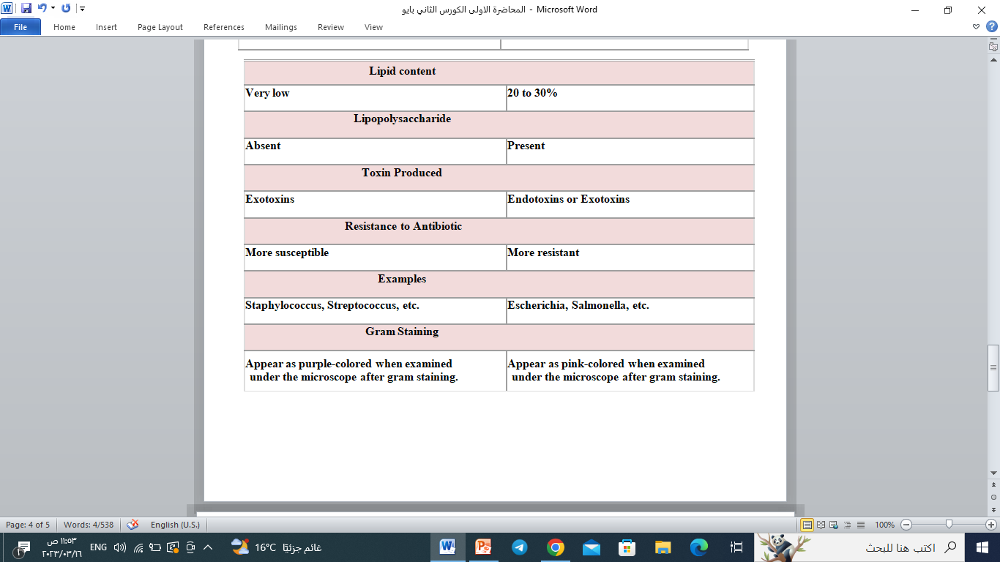 المحاضرة الاولى الكورس الثاني بايو - Microsoft Word
File Home Insert Page Layout References Mailings Review View
Lipid content
Very low 20 to 30%
Lipopolysaccharide
Absent Present
Toxin Produced
Exotoxins Endotoxins or Exotoxins
Resistance to Antibiotic
More susceptible More resistant
Examples
Staphylococcus, Streptococcus, etc. Escherichia, Salmonella, etc.
Gram Staining
Appear as purple-colored when examined Appear as pink-colored when examined
under the microscope after gram staining. under the microscope after gram staining.
Page: 4 of 5 Words: 4/538 English (U.S.) 100%
١١:٥٣ ص
٢٠٢٣/٠٣/١٦
ENG
16°C غائم جزئيًا
اكتب هنا للبحث